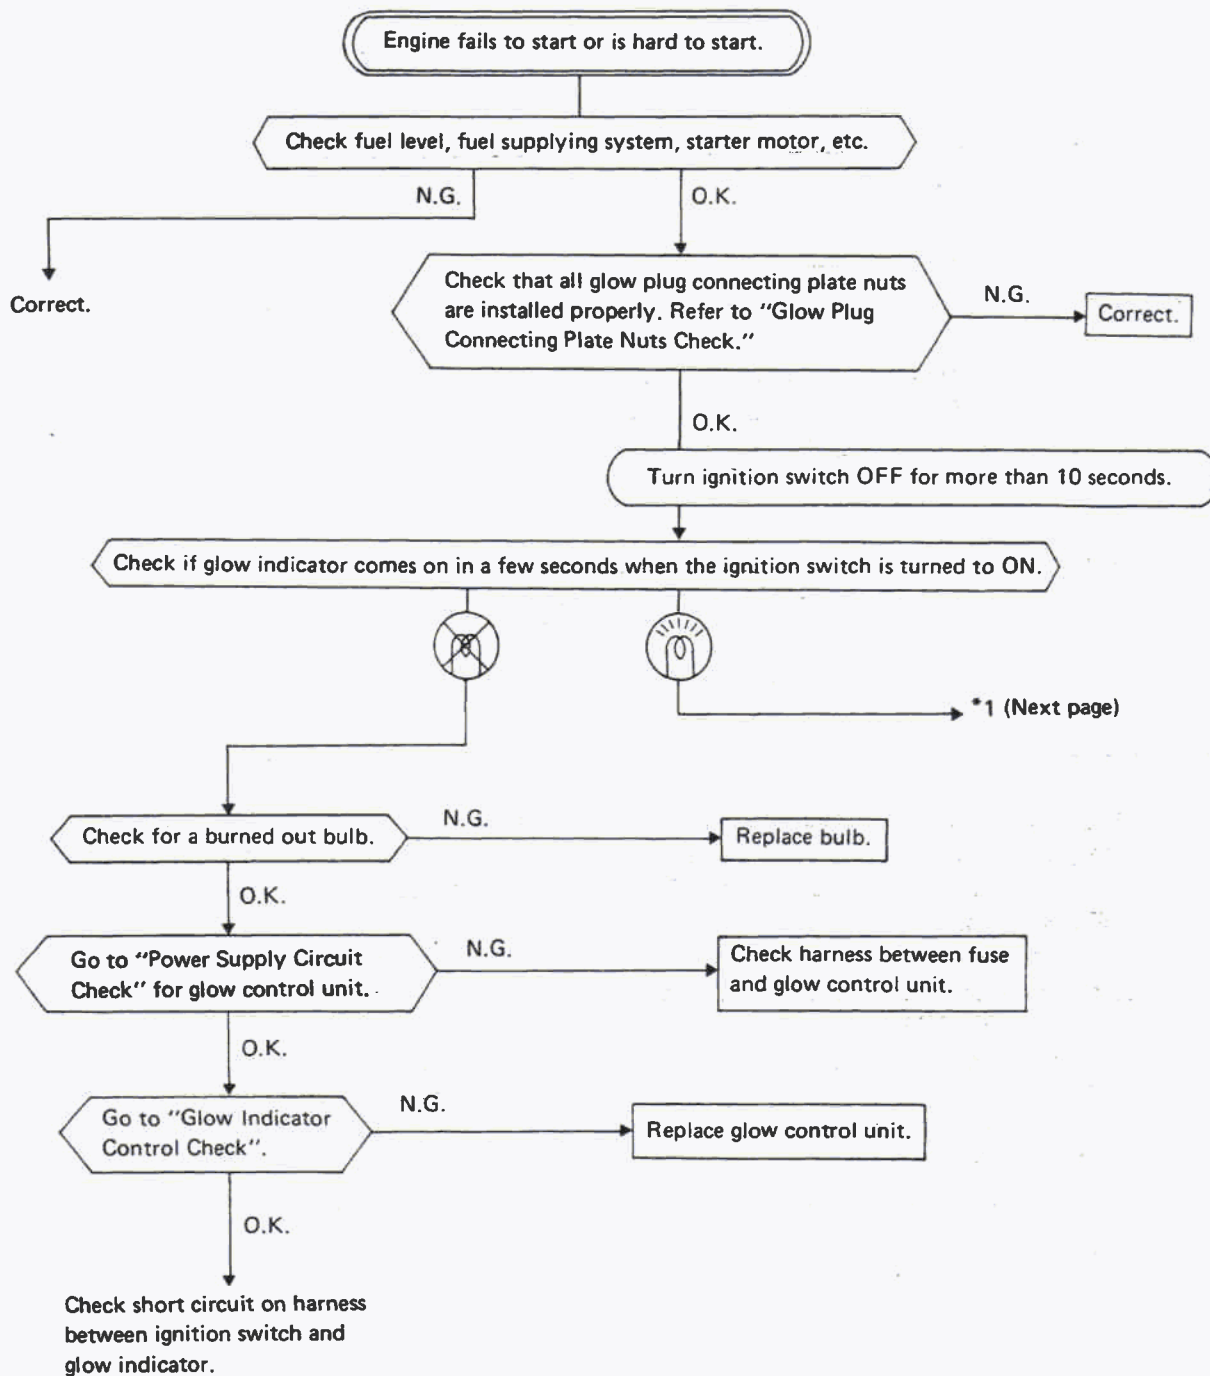 Engine fails to start or is hard to start.
Check fuel level, fuel supplying system, starter motor, etc.
N.G.
O.K.
Correct.
Check that all glow plug connecting plate nuts
are installed properly. Refer to "Glow Plug
Connecting Plate Nuts Check."
N.G.
Correct.
O.K.
Turn ignition switch OFF for more than 10 seconds.
Check if glow indicator comes on in a few seconds when the ignition switch is turned to ON.
*1 (Next page)
Check for a burned out bulb.
N.G.
Replace bulb.
O.K.
Go to "Power Supply Circuit
Check" for glow control unit.
N.G.
Check harness between fuse
and glow control unit.
O.K.
Go to "Glow Indicator
Control Check".
N.G.
Replace glow control unit.
O.K.
Check short circuit on harness
between ignition switch and
glow indicator.